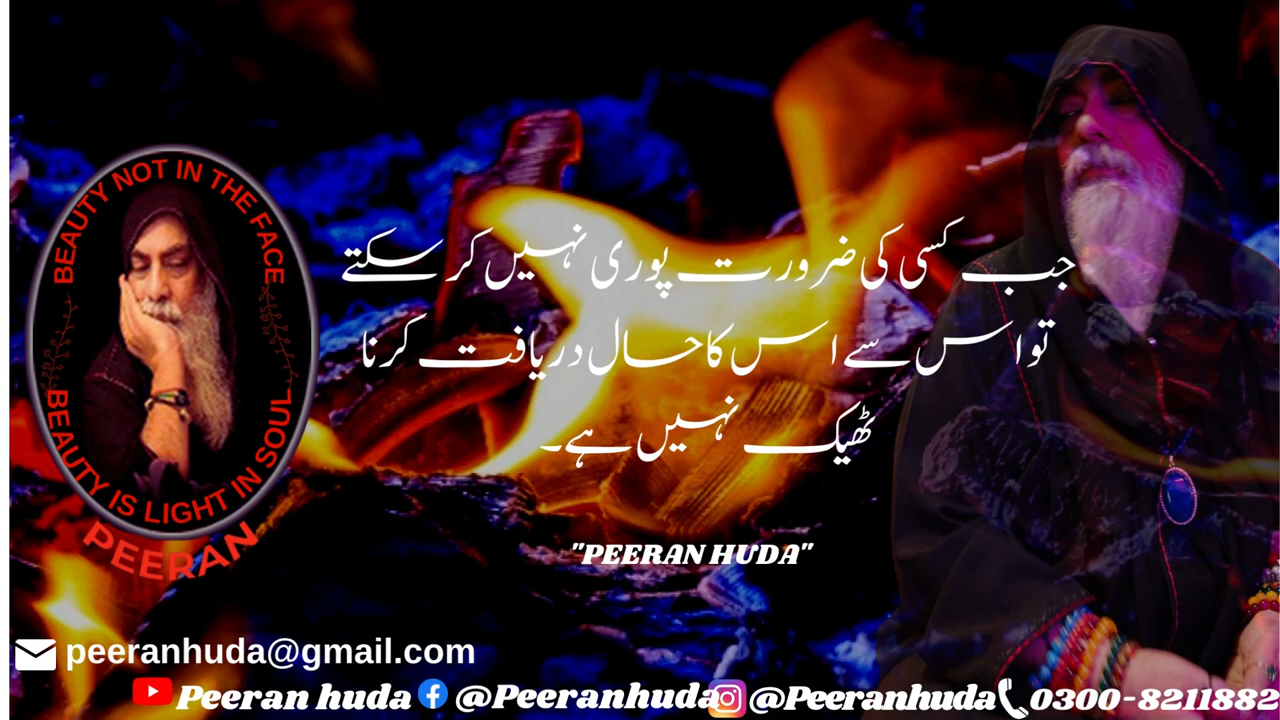 BEAUTY NOT IN THE FACE
BEAUTY IS LIGHT IN SOUL
PEERAN
جب کسی کی ضرورت پوری نہیں کر سکتے
تو اس سے اس کا حال دریافت کرنا
ٹھیک نہیں ہے۔
"PEERAN HUDA"
peeranhuda@gmail.com
Peeran huda @Peeranhuda @Peeranhuda 0300-8211882